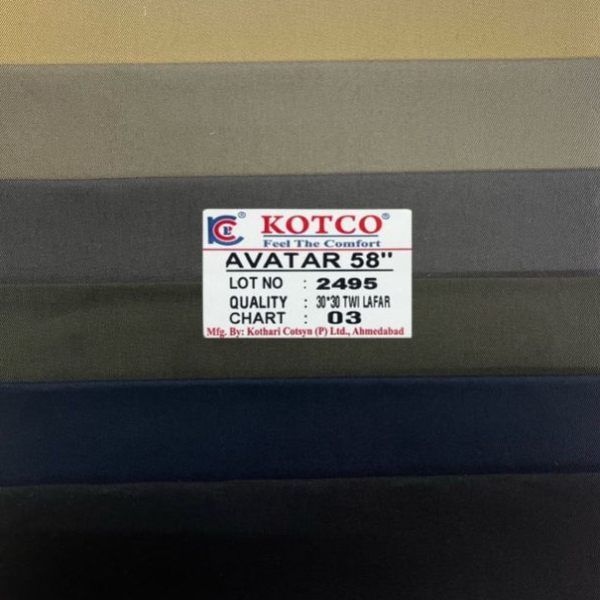 KOTCO®
Feel The Comfort
AVATAR 58"
LOT NO : 2495
QUALITY : 30*30 TWI LAFAR
CHART : 03
Mfg. By: Kothari Cotsyn (P) Ltd., Ahmedabad